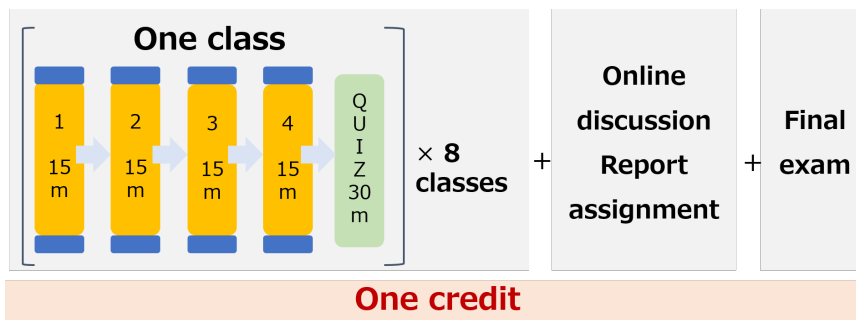 One class
1
15
m
2
15
m
3
15
m
4
15
m
Q
U
I
Z
30
m
× 8
classes
+
Online
discussion
Report
assignment
+
Final
exam
One credit